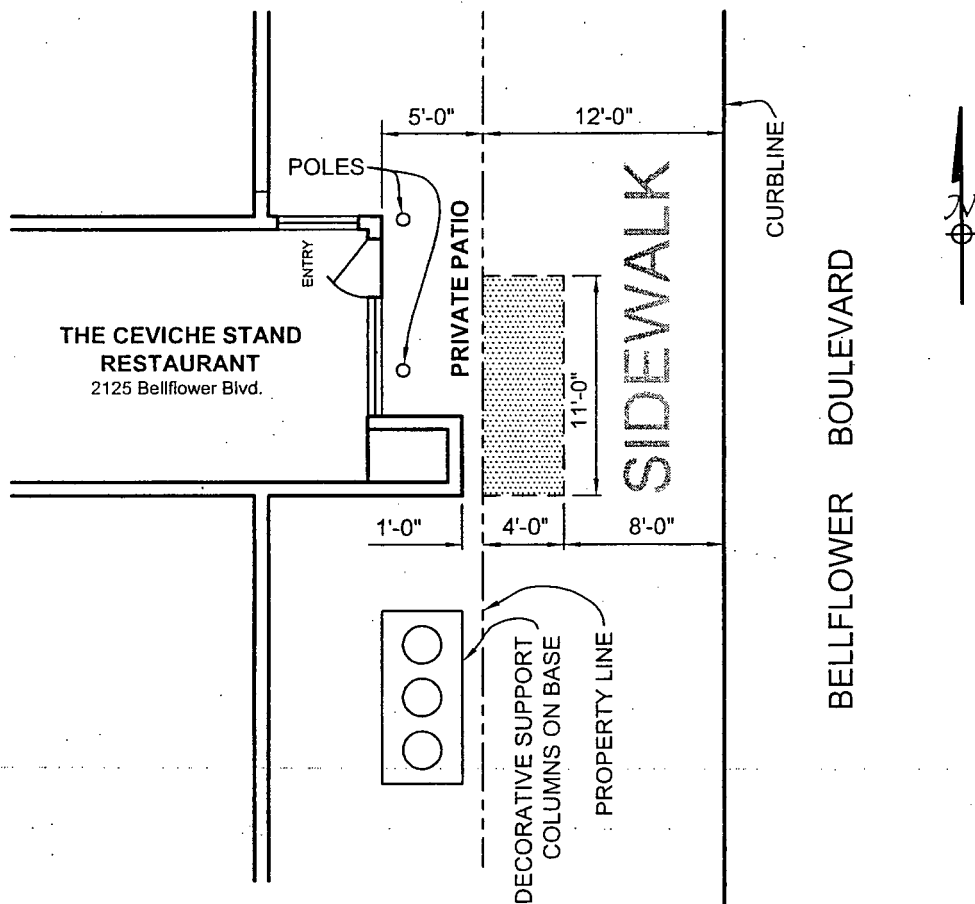 5'-0"
12'-0"
POLES
CURBLINE
ENTRY
PRIVATE PATIO
SIDEWALK
N
THE CEVICHE STAND
RESTAURANT
2125 Bellflower Blvd.
11'-0"
BELLFLOWER BOULEVARD
1'-0"
4'-0"
8'-0"
DECORATIVE SUPPORT
COLUMNS ON BASE
PROPERTY LINE